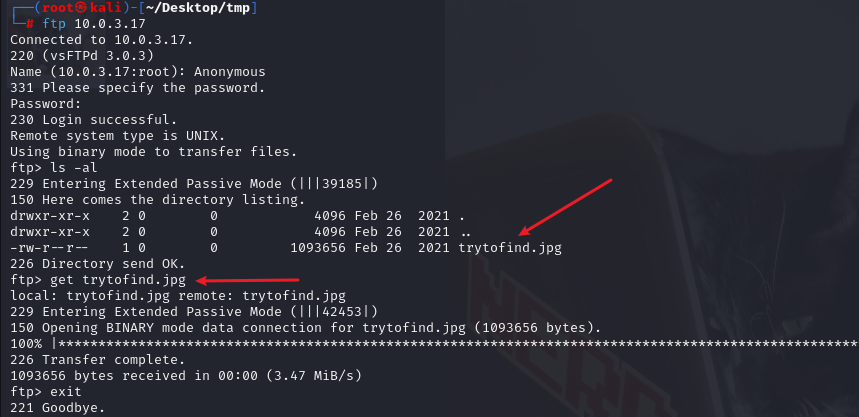 ┌──(root㉿kali)-[~/Desktop/tmp]
└─# ftp 10.0.3.17
Connected to 10.0.3.17.
220 (vsFTPd 3.0.3)
Name (10.0.3.17:root): Anonymous
331 Please specify the password.
Password:
230 Login successful.
Remote system type is UNIX.
Using binary mode to transfer files.
ftp> ls -al
229 Entering Extended Passive Mode (|||39185|)
150 Here comes the directory listing.
drwxr-xr-x    2 0        0            4096 Feb 26  2021 .
drwxr-xr-x    2 0        0            4096 Feb 26  2021 ..
-rw-r--r--    1 0        0         1093656 Feb 26  2021 trytofind.jpg
226 Directory send OK.
ftp> get trytofind.jpg
local: trytofind.jpg remote: trytofind.jpg
229 Entering Extended Passive Mode (|||42453|)
150 Opening BINARY mode data connection for trytofind.jpg (1093656 bytes).
100% |****************************************************************************************************
226 Transfer complete.
1093656 bytes received in 00:00 (3.47 MiB/s)
ftp> exit
221 Goodbye.